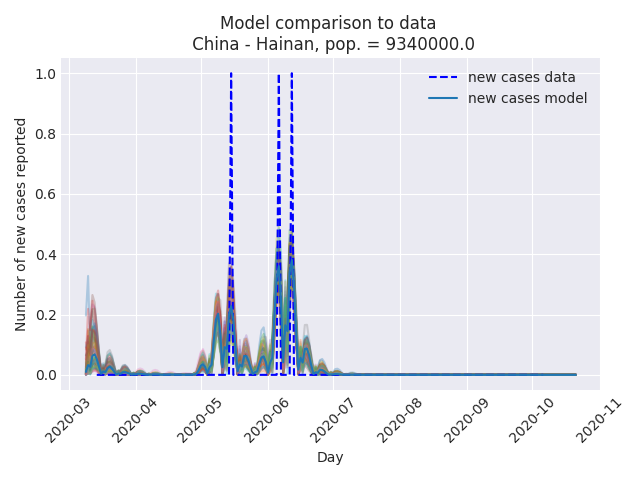 Model comparison to data
China - Hainan, pop. = 9340000.0
new cases data
new cases model
Number of new cases reported
1.0
0.8
0.6
0.4
0.2
0.0
2020-03
2020-04
2020-05
2020-06
2020-07
2020-08
2020-09
2020-10
2020-11
Day